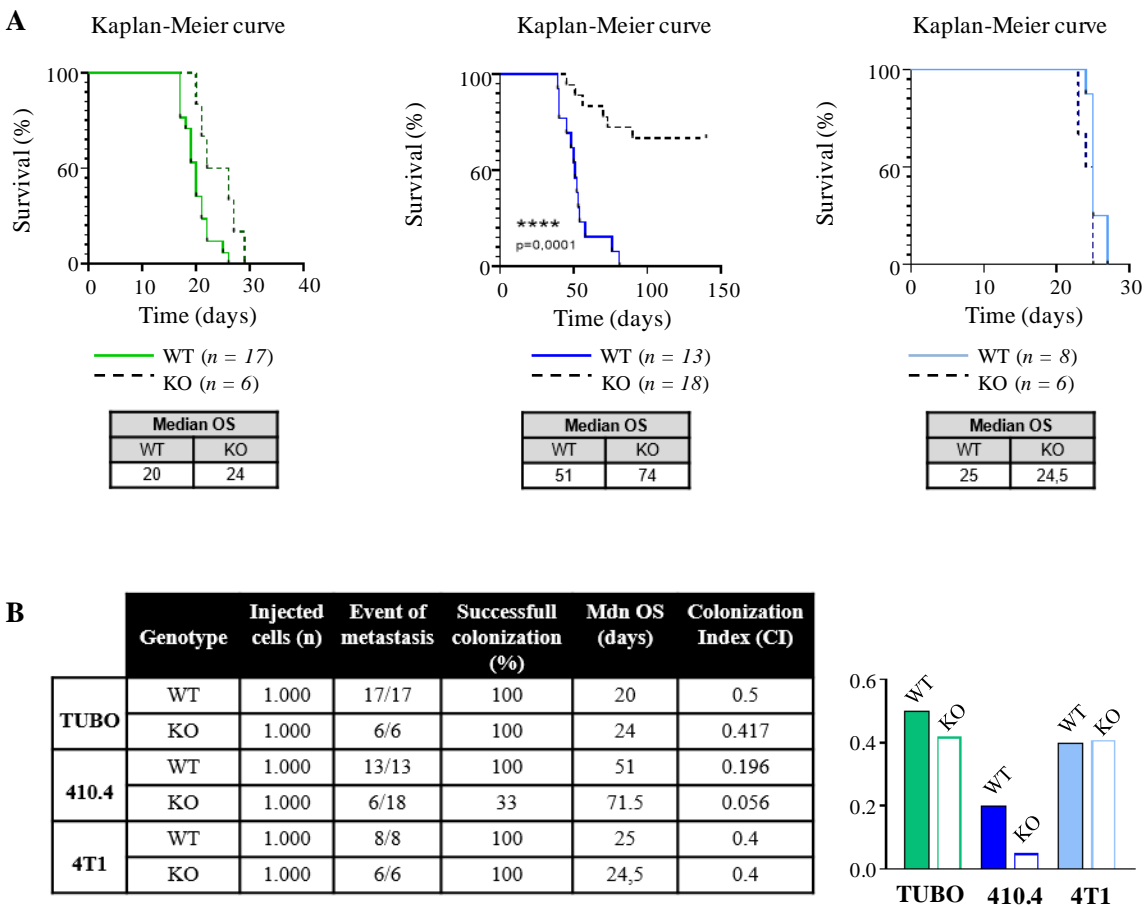 A
Kaplan-Meier curve
Survival (%)
100
60
0
0 10 20 30 40
Time (days)
WT (n = 17)
KO (n = 6)
Median OS
WT KO
20 24
Kaplan-Meier curve
Survival (%)
100
60
0
****
p=0,0001
0 50 100 150
Time (days)
WT (n = 13)
KO (n = 18)
Median OS
WT KO
51 74
Kaplan-Meier curve
Survival (%)
100
60
0
0 10 20 30
Time (days)
WT (n = 8)
KO (n = 6)
Median OS
WT KO
25 24,5
B
Genotype Injected cells (n) Event of metastasis Successfull colonization (%) Mdn OS (days) Colonization Index (CI)
TUBO WT 1.000 17/17 100 20 0.5
KO 1.000 6/6 100 24 0.417
410.4 WT 1.000 13/13 100 51 0.196
KO 1.000 6/18 33 71.5 0.056
4T1 WT 1.000 8/8 100 25 0.4
KO 1.000 6/6 100 24,5 0.4
0.6
0.4
0.2
0.0
WT KO WT KO WT KO
TUBO 410.4 4T1